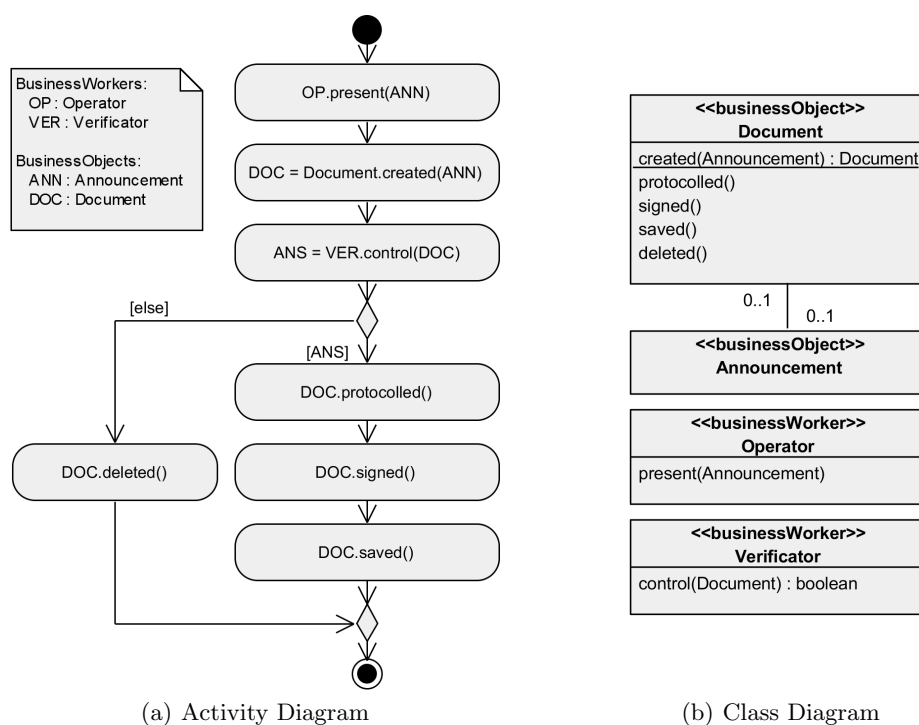 BusinessWorkers:
OP : Operator
VER : Verificator
BusinessObjects:
ANN : Announcement
DOC : Document
OP.present(ANN)
DOC = Document.created(ANN)
ANS = VER.control(DOC)
[else]
[ANS]
DOC.protocolled()
DOC.deleted()
DOC.signed()
DOC.saved()
(a) Activity Diagram
<<businessObject>>
Document
created(Announcement) : Document
protocolled()
signed()
saved()
deleted()
0..1
0..1
<<businessObject>>
Announcement
<<businessWorker>>
Operator
present(Announcement)
<<businessWorker>>
Verificator
control(Document) : boolean
(b) Class Diagram